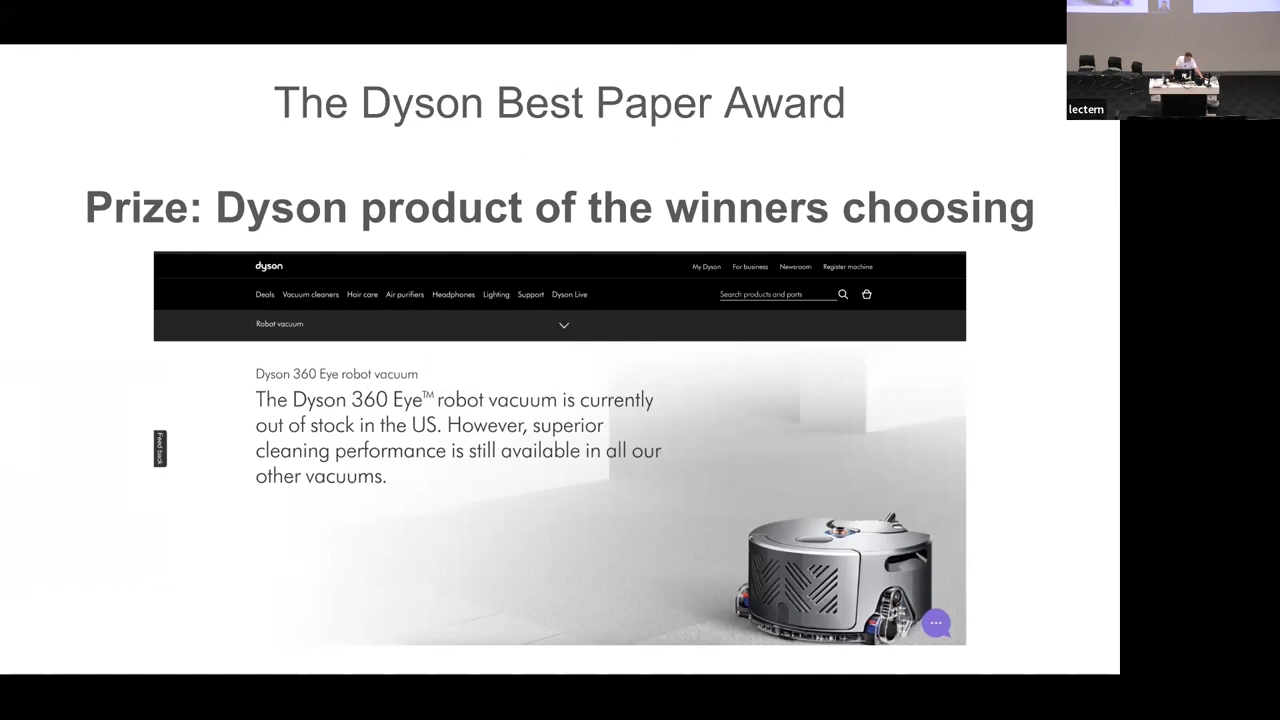 The Dyson Best Paper Award
lectern
Prize: Dyson product of the winners choosing
dyson
My Dyson For business Newsroom Register machine
Deals Vacuum cleaners Hair care Air purifiers Headphones Lighting Support Dyson Live
Search products and parts
Robot vacuum
Dyson 360 Eye robot vacuum
The Dyson 360 Eye™ robot vacuum is currently
out of stock in the US. However, superior
cleaning performance is still available in all our
other vacuums.
Feed back